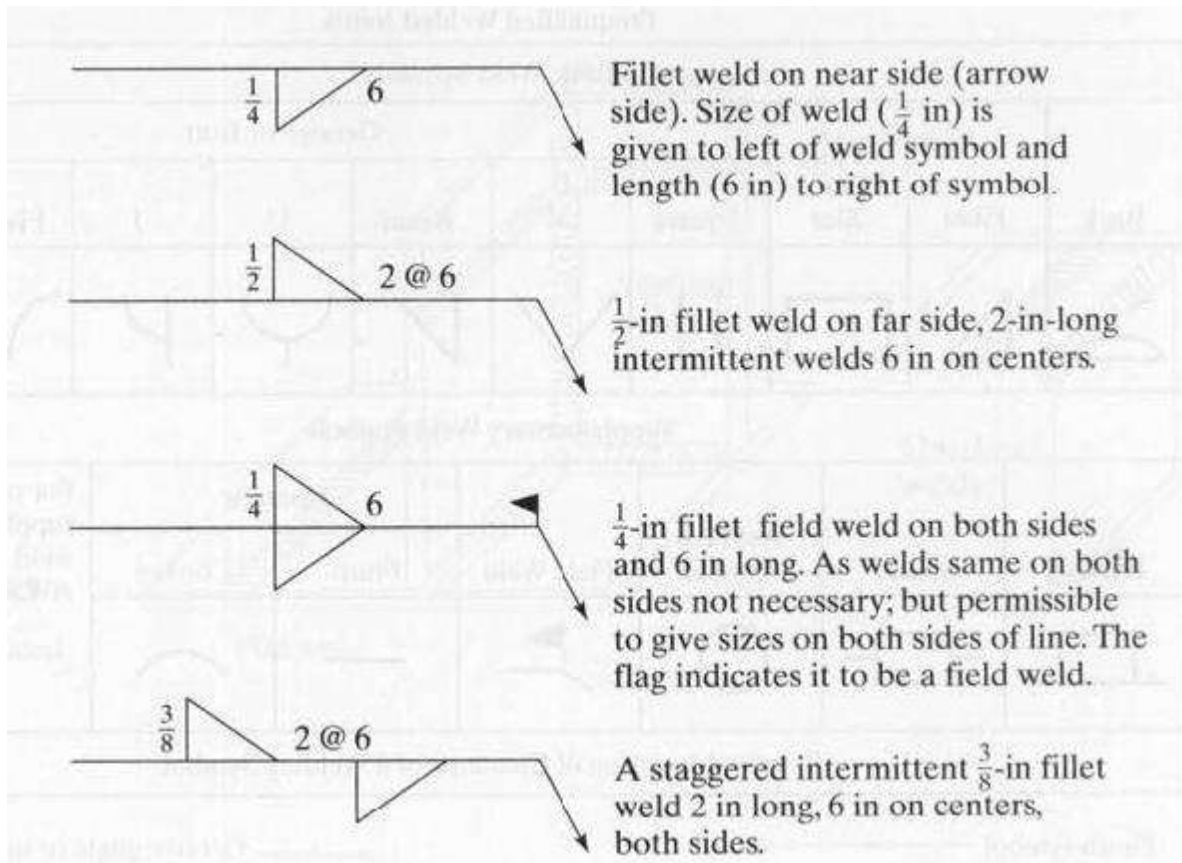 1/4
6
Fillet weld on near side (arrow
side). Size of weld (1/4 in) is
given to left of weld symbol and
length (6 in) to right of symbol.
1/2
2 @ 6
1/2-in fillet weld on far side, 2-in-long
intermittent welds 6 in on centers.
1/4
6
1/4-in fillet field weld on both sides
and 6 in long. As welds same on both
sides not necessary; but permissible
to give sizes on both sides of line. The
flag indicates it to be a field weld.
3/8
2 @ 6
A staggered intermittent 3/8-in fillet
weld 2 in long, 6 in on centers,
both sides.